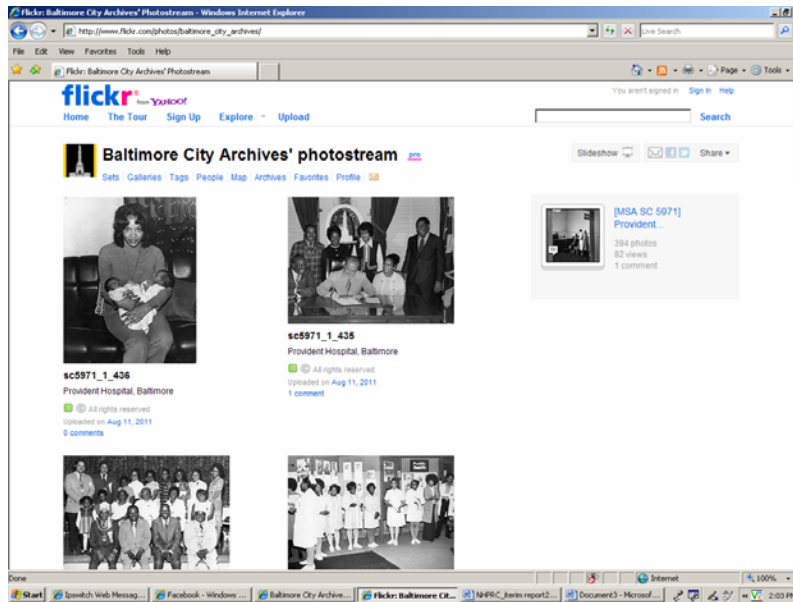 Flickr: Baltimore City Archives' Photostream - Windows Internet Explorer
http://www.flickr.com/photos/baltimore_city_archives/
Live Search
File Edit View Favorites Tools Help
Flickr: Baltimore City Archives' Photostream
Page Tools
flickr from YAHOO!
You aren't signed in Sign In Help
Home The Tour Sign Up Explore Upload
Search
Baltimore City Archives' photostream pro
Slideshow Share
Sets Galleries Tags People Map Archives Favorites Profile
[MSA SC 5971]
Provident...
394 photos
82 views
1 comment
sc5971_1_436
Provident Hospital, Baltimore
© All rights reserved
Uploaded on Aug 11, 2011
0 comments
sc5971_1_435
Provident Hospital, Baltimore
© All rights reserved
Uploaded on Aug 11, 2011
1 comment
Done
Internet
100%
Start
Ipswitch Web Messag...
Facebook - Windows ...
Baltimore City Archive...
Flickr: Baltimore Cit...
NHPRC_iterim report2...
Document3 - Microsof...
2:03 PM